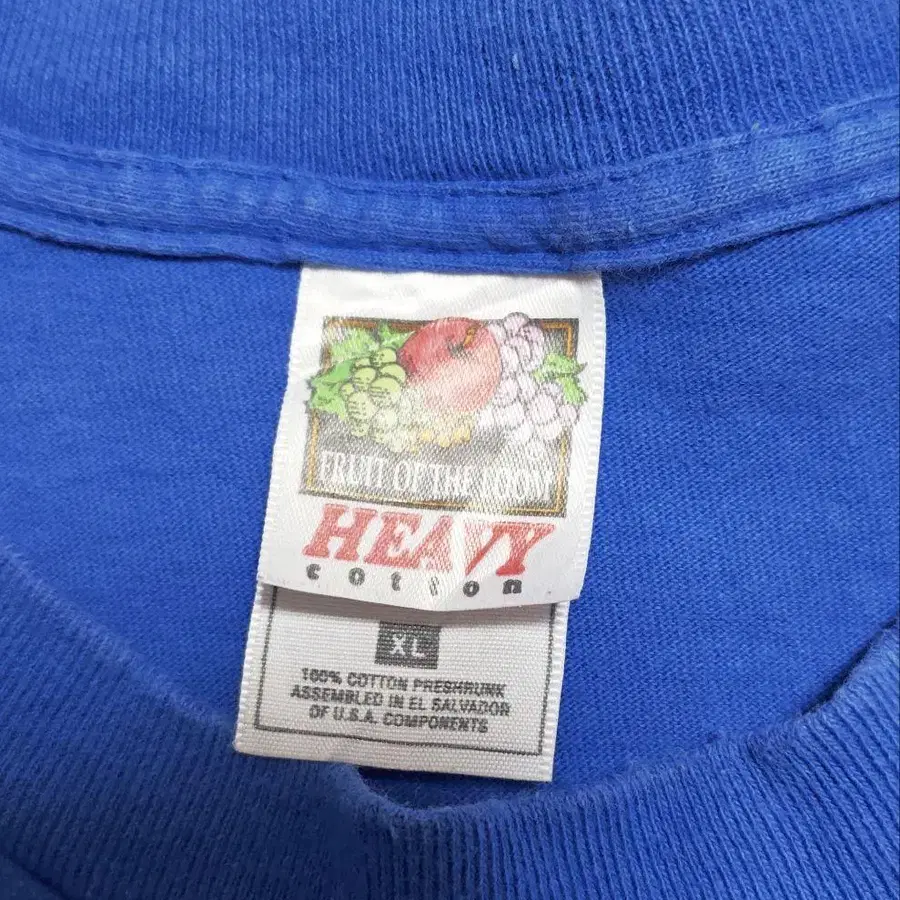 FRUIT OF THE LOOM
®
HEAVY
cotton
XL
100% COTTON PRESHRUNK
ASSEMBLED IN EL SALVADOR
OF U.S.A. COMPONENTS